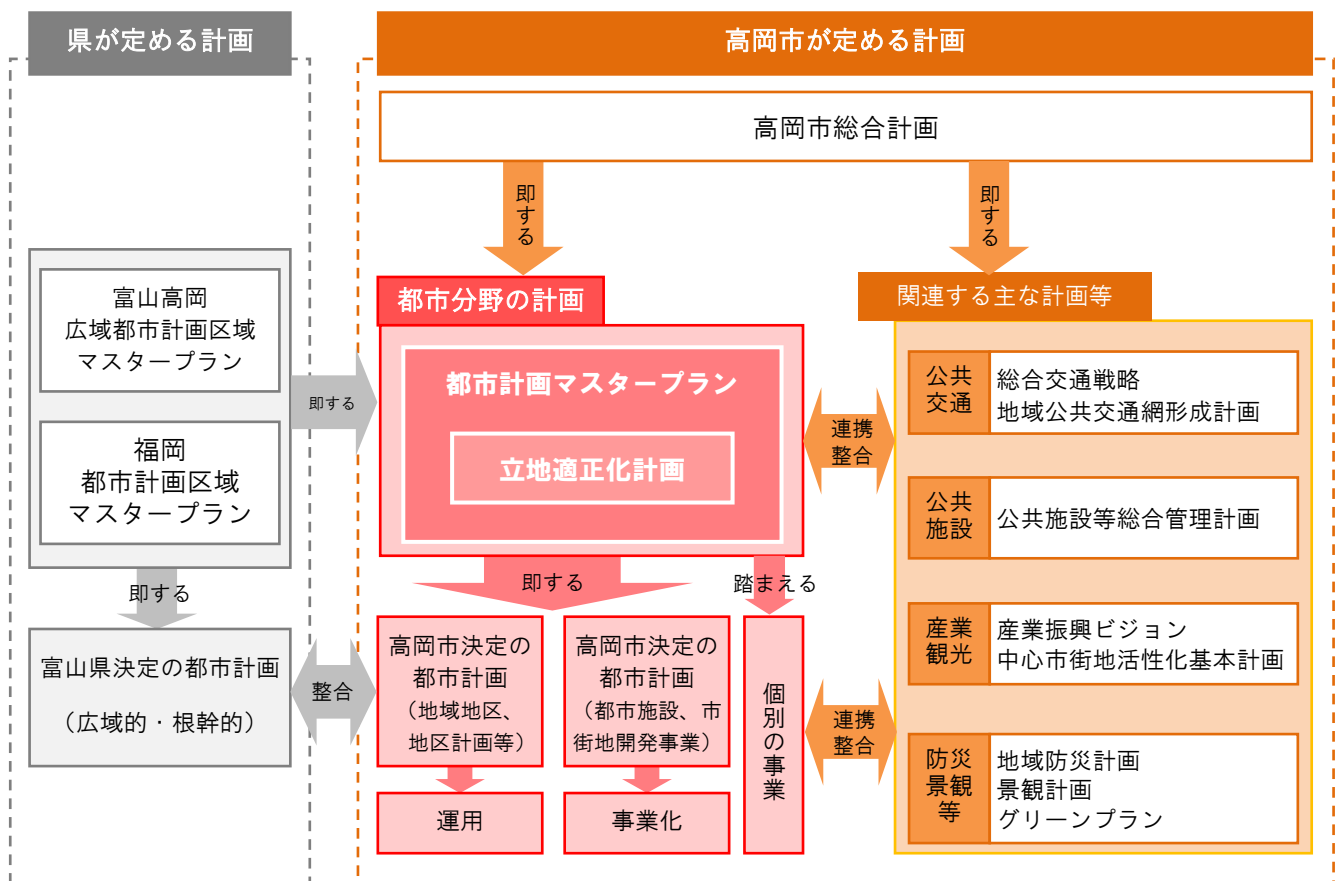 県が定める計画
高岡市が定める計画
高岡市総合計画
即する
即する
富山高岡
広域都市計画区域
マスタープラン
福岡
都市計画区域
マスタープラン
即する
即する
富山県決定の都市計画
（広域的・根幹的）
整合
都市分野の計画
都市計画マスタープラン
立地適正化計画
即する
踏まえる
高岡市決定の
都市計画
（地域地区、
地区計画等）
高岡市決定の
都市計画
（都市施設、市
街地開発事業）
個別の事業
運用
事業化
連携
整合
連携
整合
関連する主な計画等
公共
交通
総合交通戦略
地域公共交通網形成計画
公共
施設
公共施設等総合管理計画
産業
観光
産業振興ビジョン
中心市街地活性化基本計画
防災
景観
等
地域防災計画
景観計画
グリーンプラン